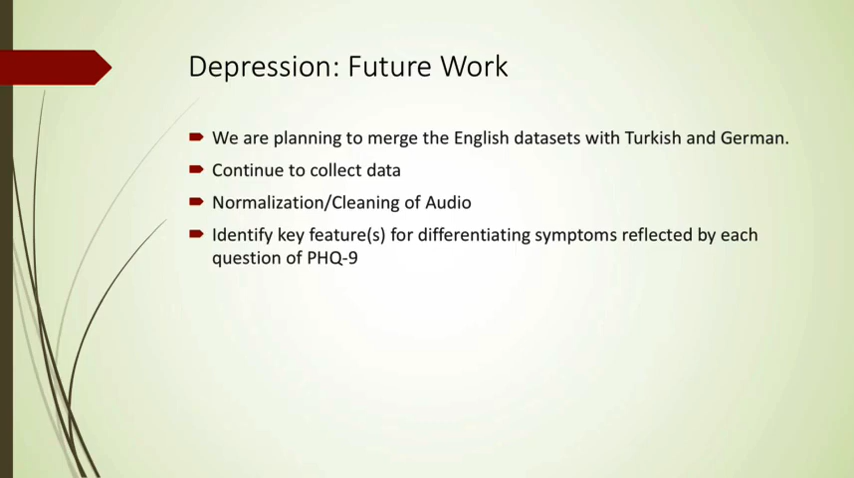 Depression: Future Work
We are planning to merge the English datasets with Turkish and German.
Continue to collect data
Normalization/Cleaning of Audio
Identify key feature(s) for differentiating symptoms reflected by each
question of PHQ-9